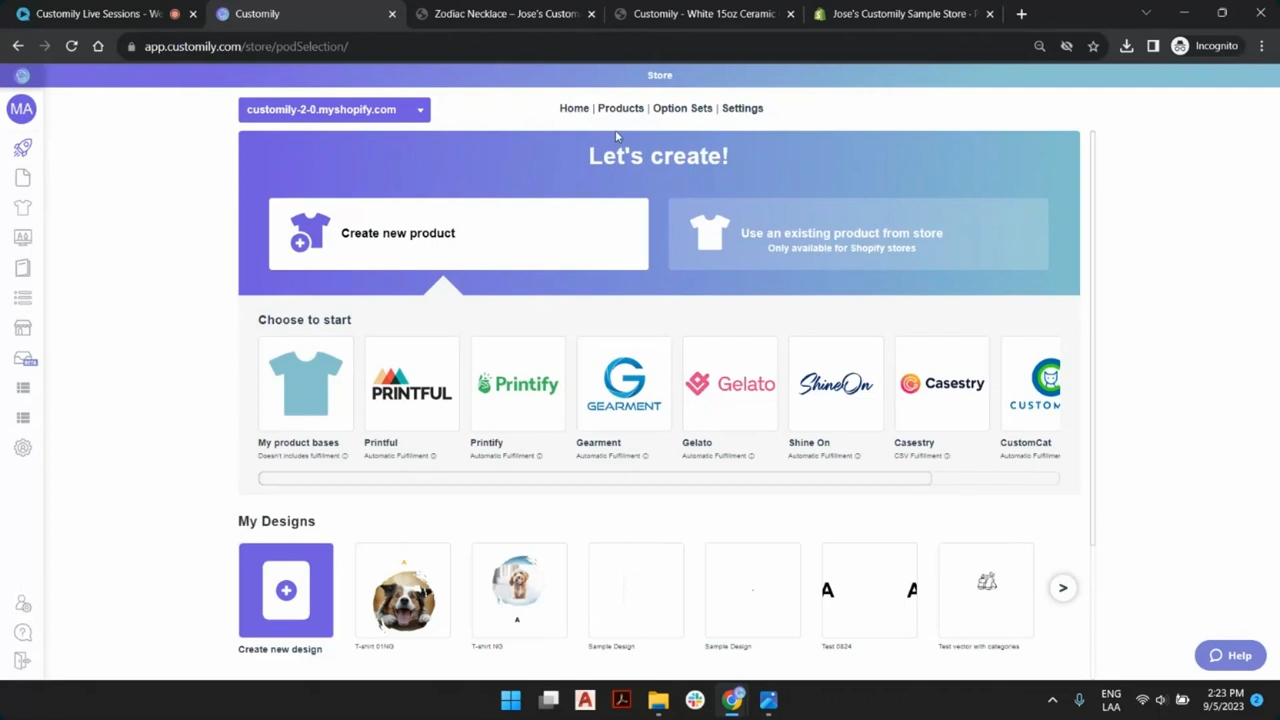 Customily Live Sessions - We
Customily
Zodiac Necklace – Jose's Custom
Customily - White 15oz Ceramic
Jose's Customily Sample Store - P
app.customily.com/store/podSelection/
Incognito
Store
MA
customily-2-0.myshopify.com
Home | Products | Option Sets | Settings
Let's create!
Create new product
Use an existing product from store
Only available for Shopify stores
Choose to start
PRINTFUL
Printify
GEARMENT
Gelato
ShineOn
Casestry
CUSTOM
My product bases
Printful
Printify
Gearment
Gelato
Shine On
Casestry
CustomCat
Doesn't includes fulfillment
Automatic Fulfillment
Automatic Fulfillment
Automatic Fulfillment
Automatic Fulfillment
Automatic Fulfillment
CSV Fulfillment
Automatic Fulfillme
My Designs
A
A
A
A
Create new design
T-shirt 01NG
T-shirt NG
Sample Design
Sample Design
Test 0824
Test vector with categories
Help
ENG
LAA
2:23 PM
9/5/2023
2